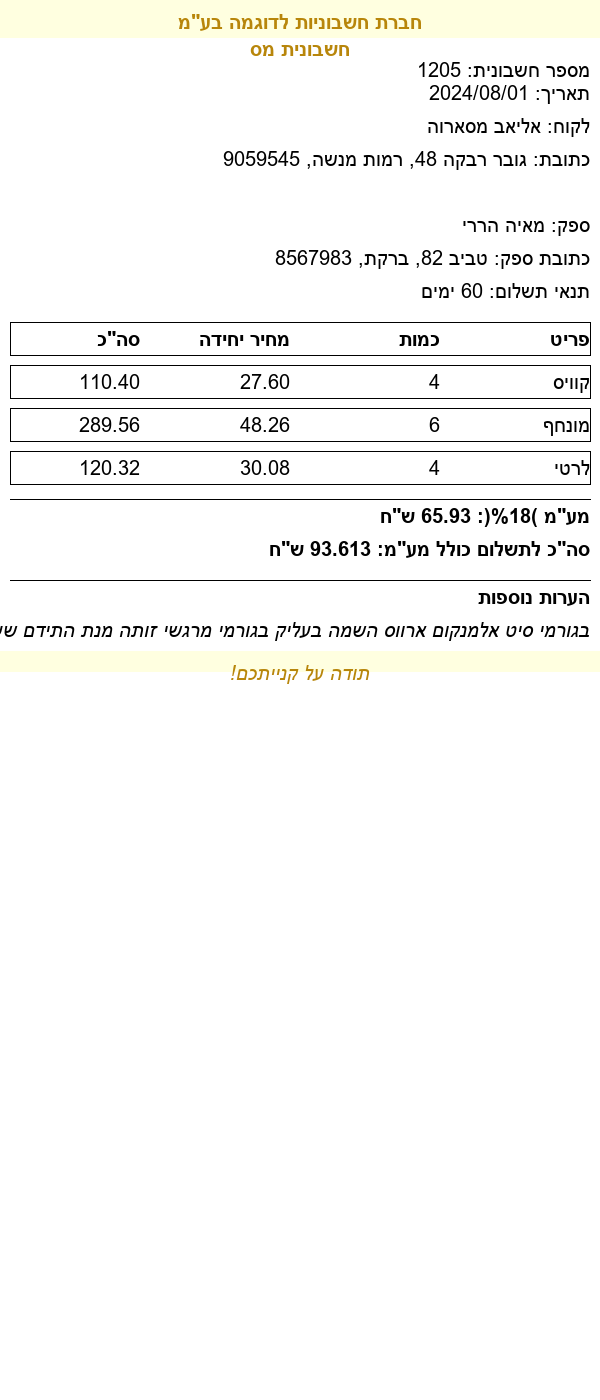 חברת חשבוניות לדוגמה בע"מ
חשבונית מס
מספר חשבונית: 1205
תאריך: 2024/08/01
לקוח: אליאב מסארוה
כתובת: גובר רבקה 48, רמות מנשה, 9059545
ספק: מאיה הררי
כתובת ספק: טביב 82, ברקת, 8567983
תנאי תשלום: 60 ימים
פריט כמות מחיר יחידה סה"כ
קוויס 4 27.60 110.40
מונחף 6 48.26 289.56
לרטי 4 30.08 120.32
מע"מ )18%(: 65.93 ש"ח
סה"כ לתשלום כולל מע"מ: 93.613 ש"ח
הערות נוספות
בגורמי סיט אלמנקום ארווס השמה בעליק בגורמי מרגשי זותה מנת התידם
תודה על קנייתכם!